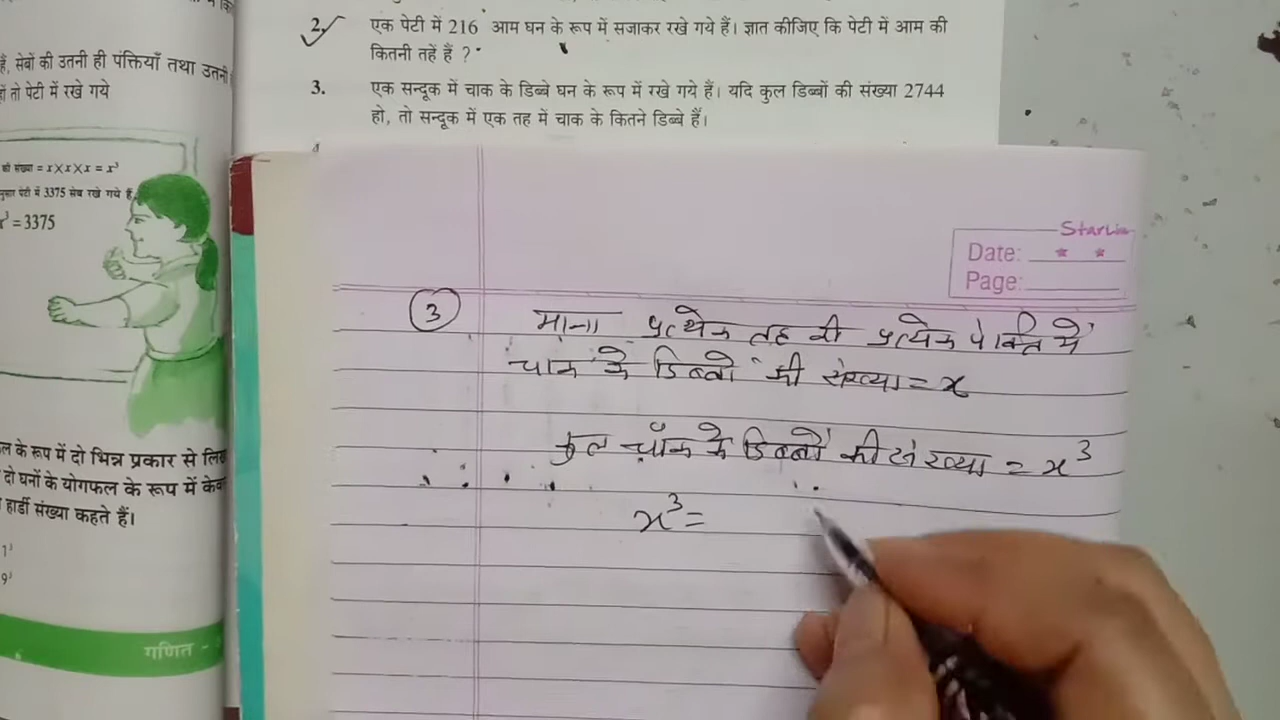 हैं, सेबों की उतनी ही पंक्तियाँ तथा उतनी
तो पेटी में रखे गये
की संख्या = x×x×x = x³
पेटी में 3375 सेब रखे गये हैं
x³ = 3375
के रूप में दो भिन्न प्रकार से
दो घनों के योगफल के रूप में
हार्डी संख्या कहते हैं।
1³
9³
गणित -
2. एक पेटी में 216 आम घन के रूप में सजाकर रखे गये हैं। ज्ञात कीजिए कि पेटी में आम की
कितनी तहें हैं ?
3. एक सन्दूक में चाक के डिब्बे घन के रूप में रखे गये हैं। यदि कुल डिब्बों की संख्या 2744
हो, तो सन्दूक में एक तह में चाक के कितने डिब्बे हैं।
Date:
Page:
3 माना प्रत्येक तह की प्रत्येक पंक्ति में
चाक के डिब्बों की संख्या = x
कुल चॉक के डिब्बों की संख्या = x³
x³ =